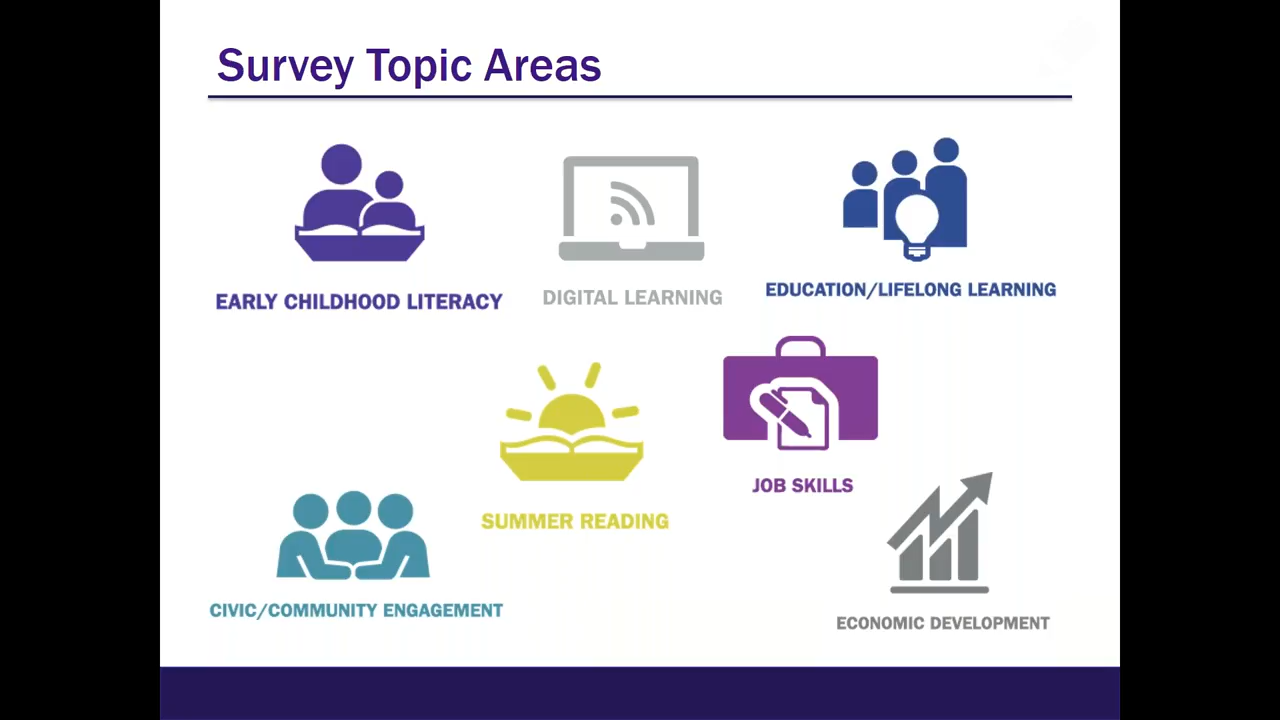 Survey Topic Areas
EARLY CHILDHOOD LITERACY
DIGITAL LEARNING
EDUCATION/LIFELONG LEARNING
SUMMER READING
JOB SKILLS
CIVIC/COMMUNITY ENGAGEMENT
ECONOMIC DEVELOPMENT